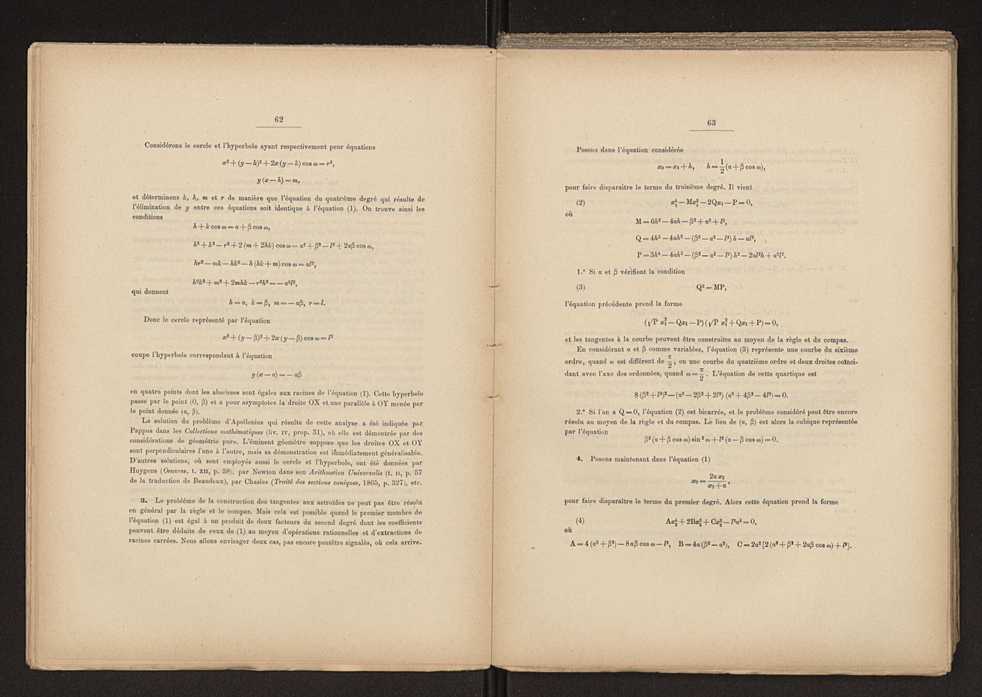 62
Considérons le cercle et l'hyperbole ayant respectivement pour équations
x² + (y — k)² + 2x (y — k) cos ω = r²,
y (x — h) = m,
et déterminons h, k, m et r de manière que l'équation du quatrième degré qui résulte de
l'élimination de y entre ces équations soit identique à l'équation (1). On trouve ainsi les
conditions
h + k cos ω = α + β cos ω,
h² + k² — r² + 2 (m + 2hk) cos ω = α² + β² — l² + 2αβ cos ω,
hr² — mk — hk² — h (hk + m) cos ω = αl²,
h²k² + m² + 2mhk — r²h² = — α²l²,
qui donnent
h = α, k = β, m = — αβ, r = l.
Donc le cercle représenté par l'équation
x² + (y — β)² + 2x (y — β) cos ω = l²
coupe l'hyperbole correspondant à l'équation
y (x — α) = — αβ
en quatre points dont les abscisses sont égales aux racines de l'équation (1). Cette hyperbole
passe par le point (0, β) et a pour asymptotes la droite OX et une parallèle à OY menée par
le point donné (α, β).
La solution du problème d'Apollonius qui résulte de cette analyse a été indiquée par
Pappus dans les Collections mathématiques (liv. IV, prop. 31), où elle est démontrée par des
considérations de géométrie pure. L'éminent géomètre suppose que les droites OX et OY
sont perpendiculaires l'une à l'autre, mais sa démonstration est immédiatement généralisable.
D'autres solutions, où sont employés aussi le cercle et l'hyperbole, ont été données par
Huygens (Oeuvres, t. XII, p. 39), par Newton dans son Arithmetica Universalis (t. II, p. 57
de la traduction de Beaudeux), par Chasles (Traité des sections coniques, 1865, p. 327), etc.
3. Le problème de la construction des tangentes aux astroïdes ne peut pas être résolu
en général par la règle et le compas. Mais cela est possible quand le premier membre de
l'équation (1) est égal à un produit de deux facteurs du second degré dont les coefficients
peuvent être déduits de ceux de (1) au moyen d'opérations rationnelles et d'extractions de
racines carrées. Nous allons envisager deux cas, pas encore peutêtre signalés, où cela arrive.
63
Posons dans l'équation considérée
x₀ = x₁ + h, h = 1/2 (α + β cos ω),
pour faire disparaître le terme du troisième degré. Il vient
(2) x₁⁴ — Mx₁² — 2Qx₁ — P = 0,
où
M = 6h² — 4αh — β² + α² + l²,
Q = 4h³ — 4αh² — (β² — α² — l²) h — αl²,
P = 3h⁴ — 4αh³ — (β² — α² — l²) h² — 2αl²h + α²l².
1.º Si α et β vérifient la condition
(3) Q² = MP,
l'équation précédente prend la forme
(√P x₁² — Qx₁ — P) (√P x₁² + Qx₁ + P) = 0,
et les tangentes à la courbe peuvent être construites au moyen de la règle et du compas.
En considérant α et β comme variables, l'équation (3) représente une courbe du sixième
ordre, quand ω est différent de π/2, ou une courbe du quatrième ordre et deux droites coïnci-
dant avec l'axe des ordonnées, quand ω = π/2. L'équation de cette quartique est
8 (β² + l²)² — (α² — 2β² + 2l²) (α² + 4β² — 4l²) = 0.
2.º Si l'on a Q = 0, l'équation (2) est bicarrée, et le problème considéré peut être encore
résolu au moyen de la règle et du compas. Le lieu de (α, β) est alors la cubique représentée
par l'équation
β² (α + β cos ω) sin² ω + l² (α — β cos ω) = 0.
4. Posons maintenant dans l'équation (1)
x₀ = 2α x₂ / (x₂ + α),
pour faire disparaître le terme du premier degré. Alors cette équation prend la forme
(4) Ax₂⁴ + 2Bx₂³ + Cx₂² — l²α² = 0,
où
A = 4 (α² + β²) — 8αβ cos ω — l², B = 4α (β² — α²), C = 2α² [2 (α² + β² + 2αβ cos ω) + l²].